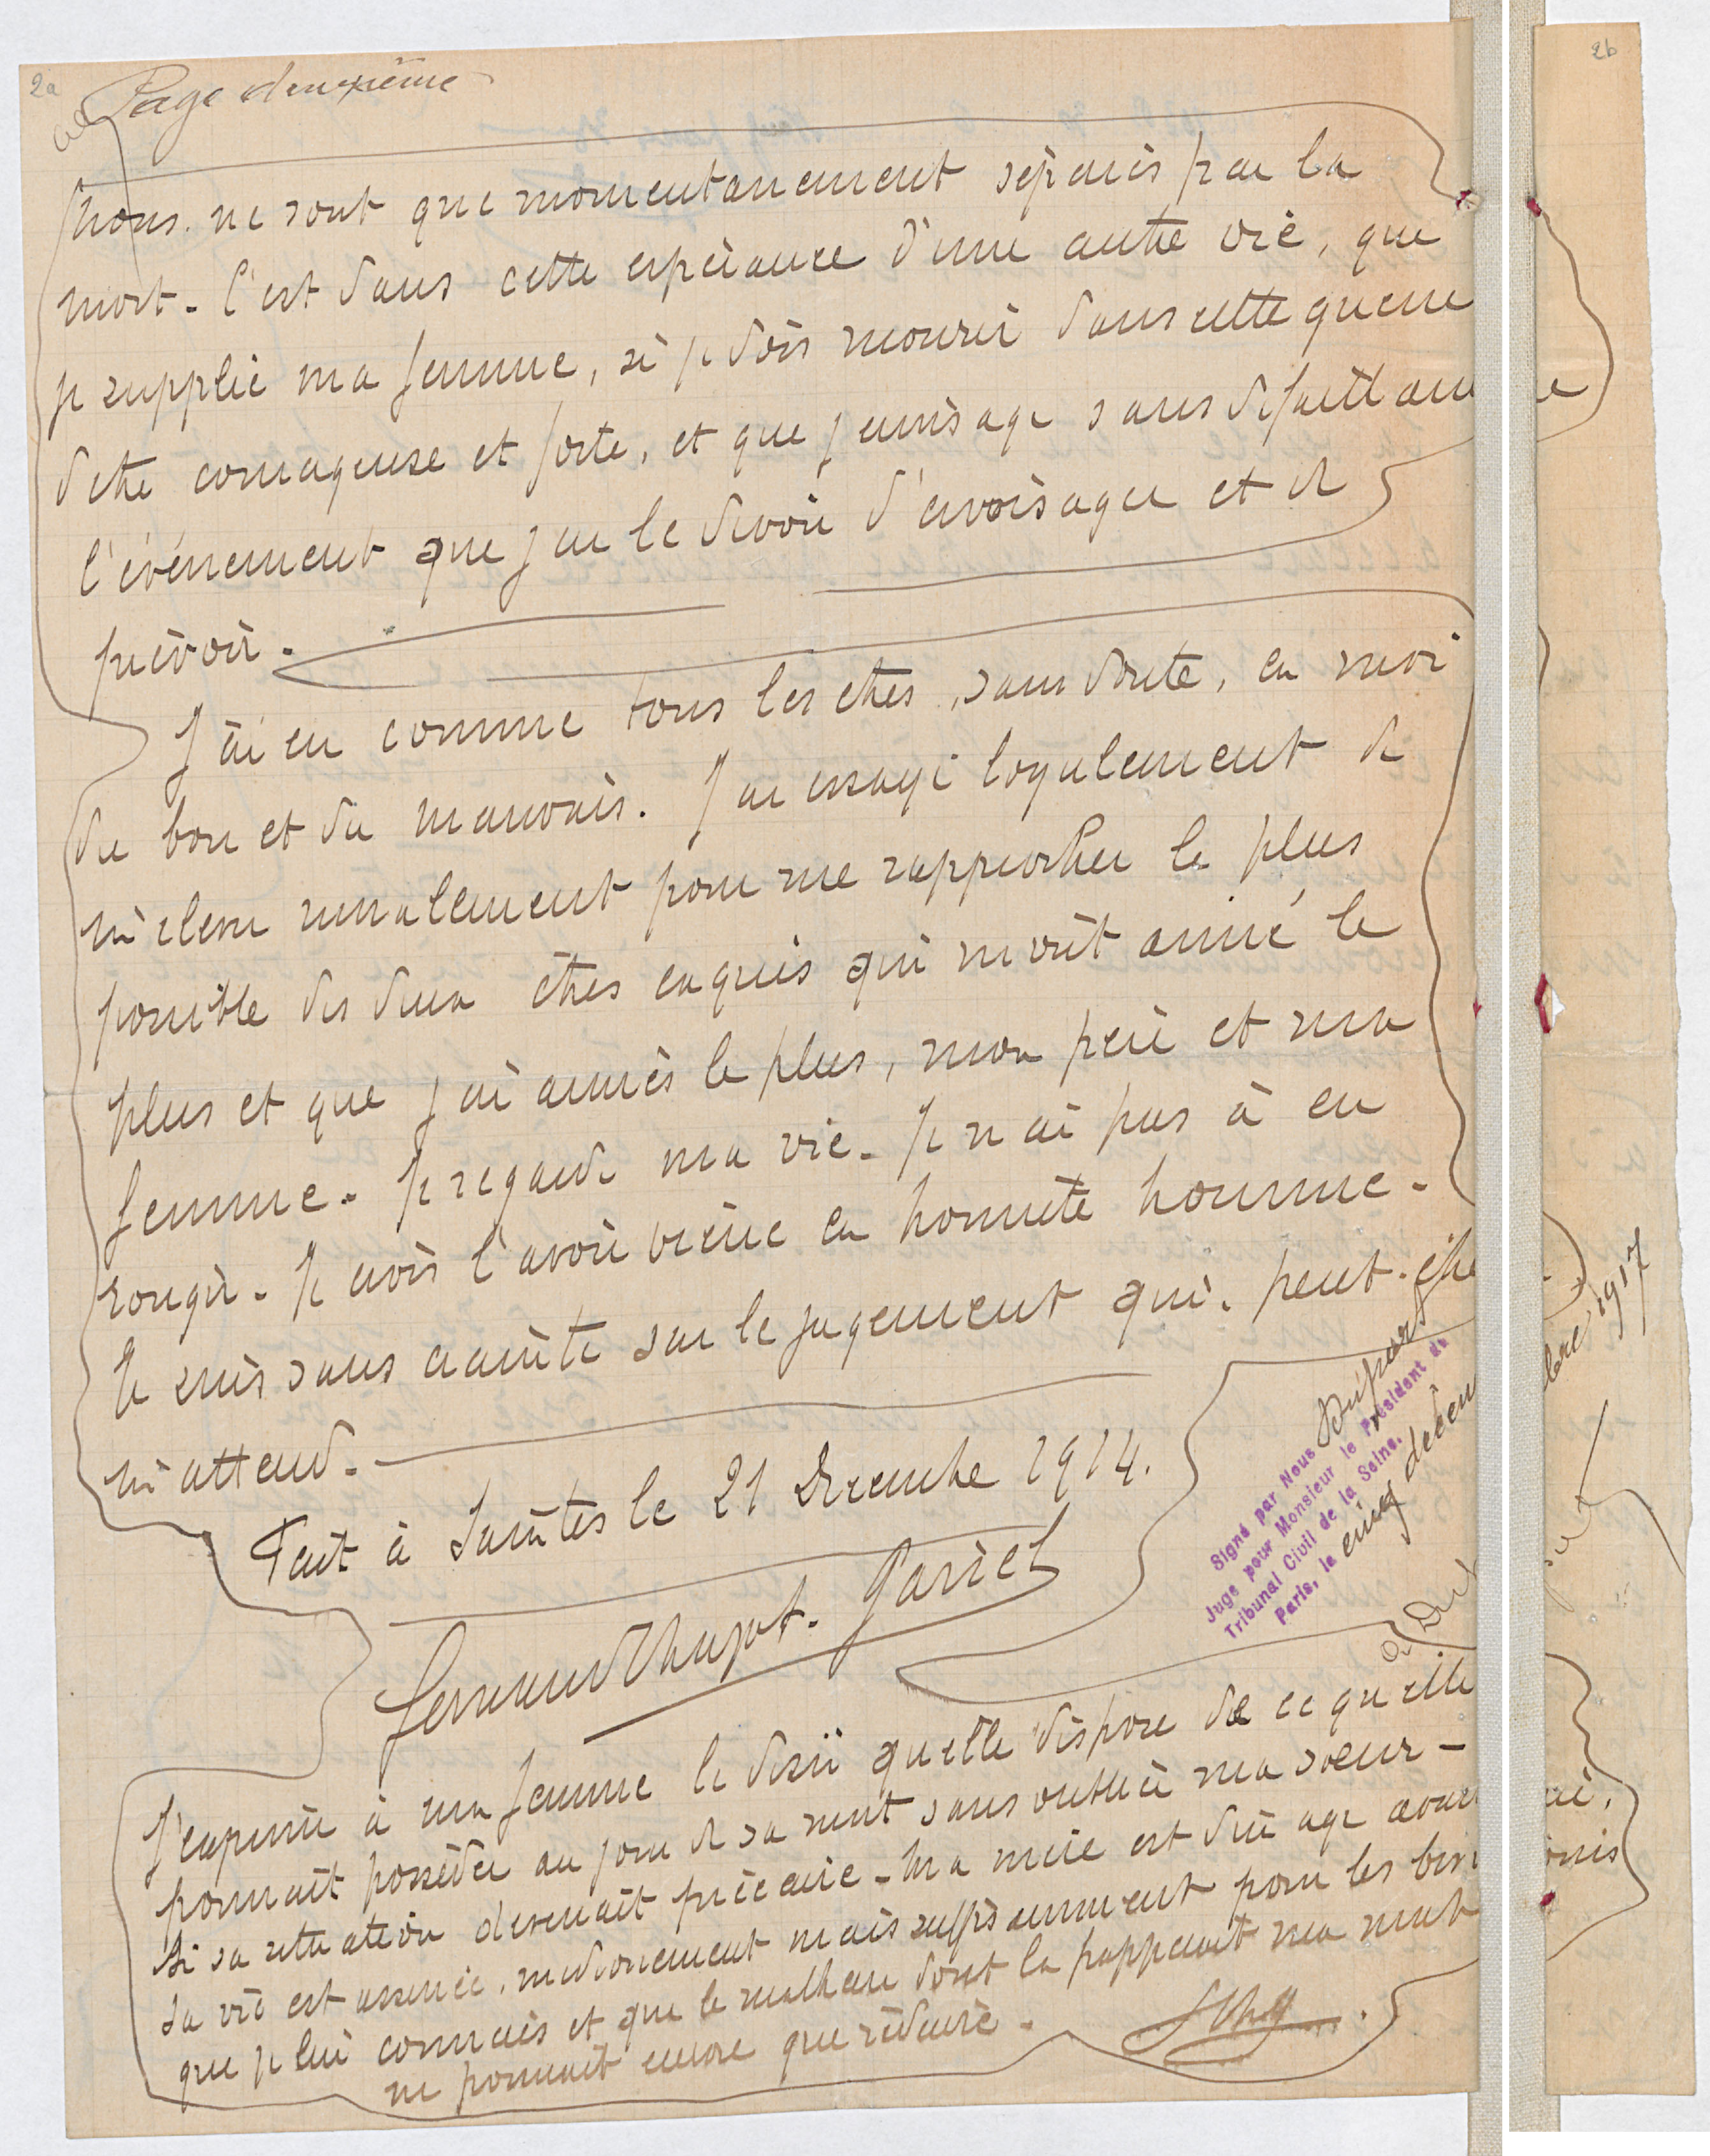 2a
2b
Page deuxième
nous ne sont que momentanement séparés par la
mort. C'est dans cette espérance d'une autre vie, que
je supplie ma femme, si je dois mourir dans cette guerre
d'être courageuse et forte, et que j'envisage sans défaillance
l'événement que j'ai le devoir d'envisager et de
prévoir.
J'ai eu comme tous les êtres, sans doute, en moi
du bon et du mauvais. J'ai essayé loyalement de
m'élever moralement pour me rapprocher le plus
possible des deux êtres exquis qui m'ont aimé le
plus et que j'ai aimés le plus, mon père et ma
femme. Je regarde ma vie. Je n'ai pas à en
rougir. Je crois l'avoir vécue en honnête homme.
Je suis sans crainte sur le jugement qui, peut-être
m'attend.
Fait à Saintes le 21 Decembre 1914.
Fernand Chapot
Signé par Nous
Juge pour Monsieur le Président du
Tribunal Civil de la Seine.
Paris, le cinq décembre 1917
J'exprime à ma femme le désir qu'elle dispose de ce qu'elle
pourrait posséder au jour de sa mort sans oublier ma soeur -
si sa situation devenait précaire - Ma mère est d'un âge avancé,
sa vie est assurée, médiocrement mais suffisamment pour les besoins
que je lui connais et que le malheur dont la frapperait ma mort
ne pourrait encore que réduire.